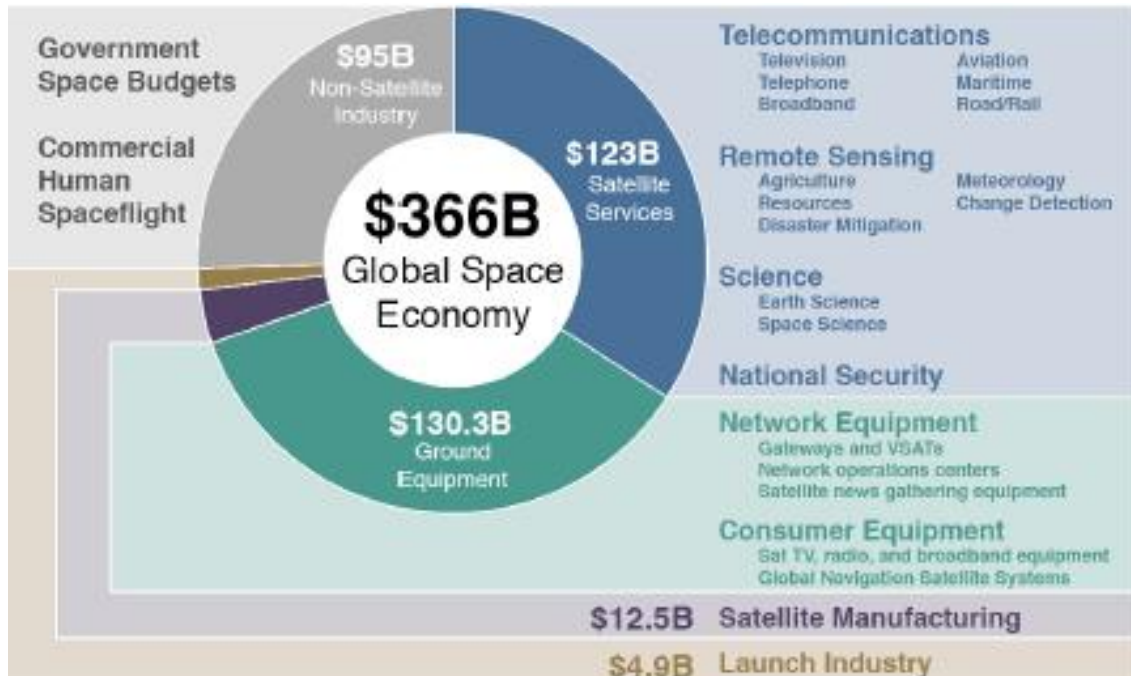 Government
Space Budgets
Commercial
Human
Spaceflight
$95B
Non-Satellite
Industry
$366B
Global Space
Economy
$123B
Satellite
Services
$130.3B
Ground
Equipment
Telecommunications
Television
Aviation
Telephone
Maritime
Broadband
Road/Rail
Remote Sensing
Agriculture
Meteorology
Resources
Change Detection
Disaster Mitigation
Science
Earth Science
Space Science
National Security
Network Equipment
Gateways and VSATs
Network operations centers
Satellite news gathering equipment
Consumer Equipment
Sat TV, radio, and broadband equipment
Global Navigation Satellite Systems
$12.5B Satellite Manufacturing
$4.9B Launch Industry